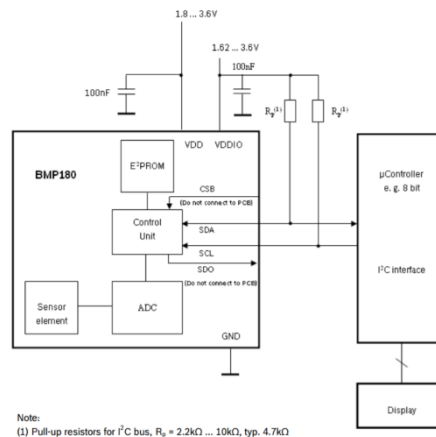 1.8 ... 3.6V
1.62 ... 3.6V
100nF
100nF
Rp(1)
Rp(1)
VDD
VDDIO
BMP180
E²PROM
CSB
(Do not connect to PCB)
Control
Unit
SDA
SCL
SDO
(Do not connect to PCB)
Sensor
element
ADC
GND
µController
e. g. 8 bit
I²C interface
Display
Note:
(1) Pull-up resistors for I²C bus, Rp = 2.2kΩ ... 10kΩ, typ. 4.7kΩ